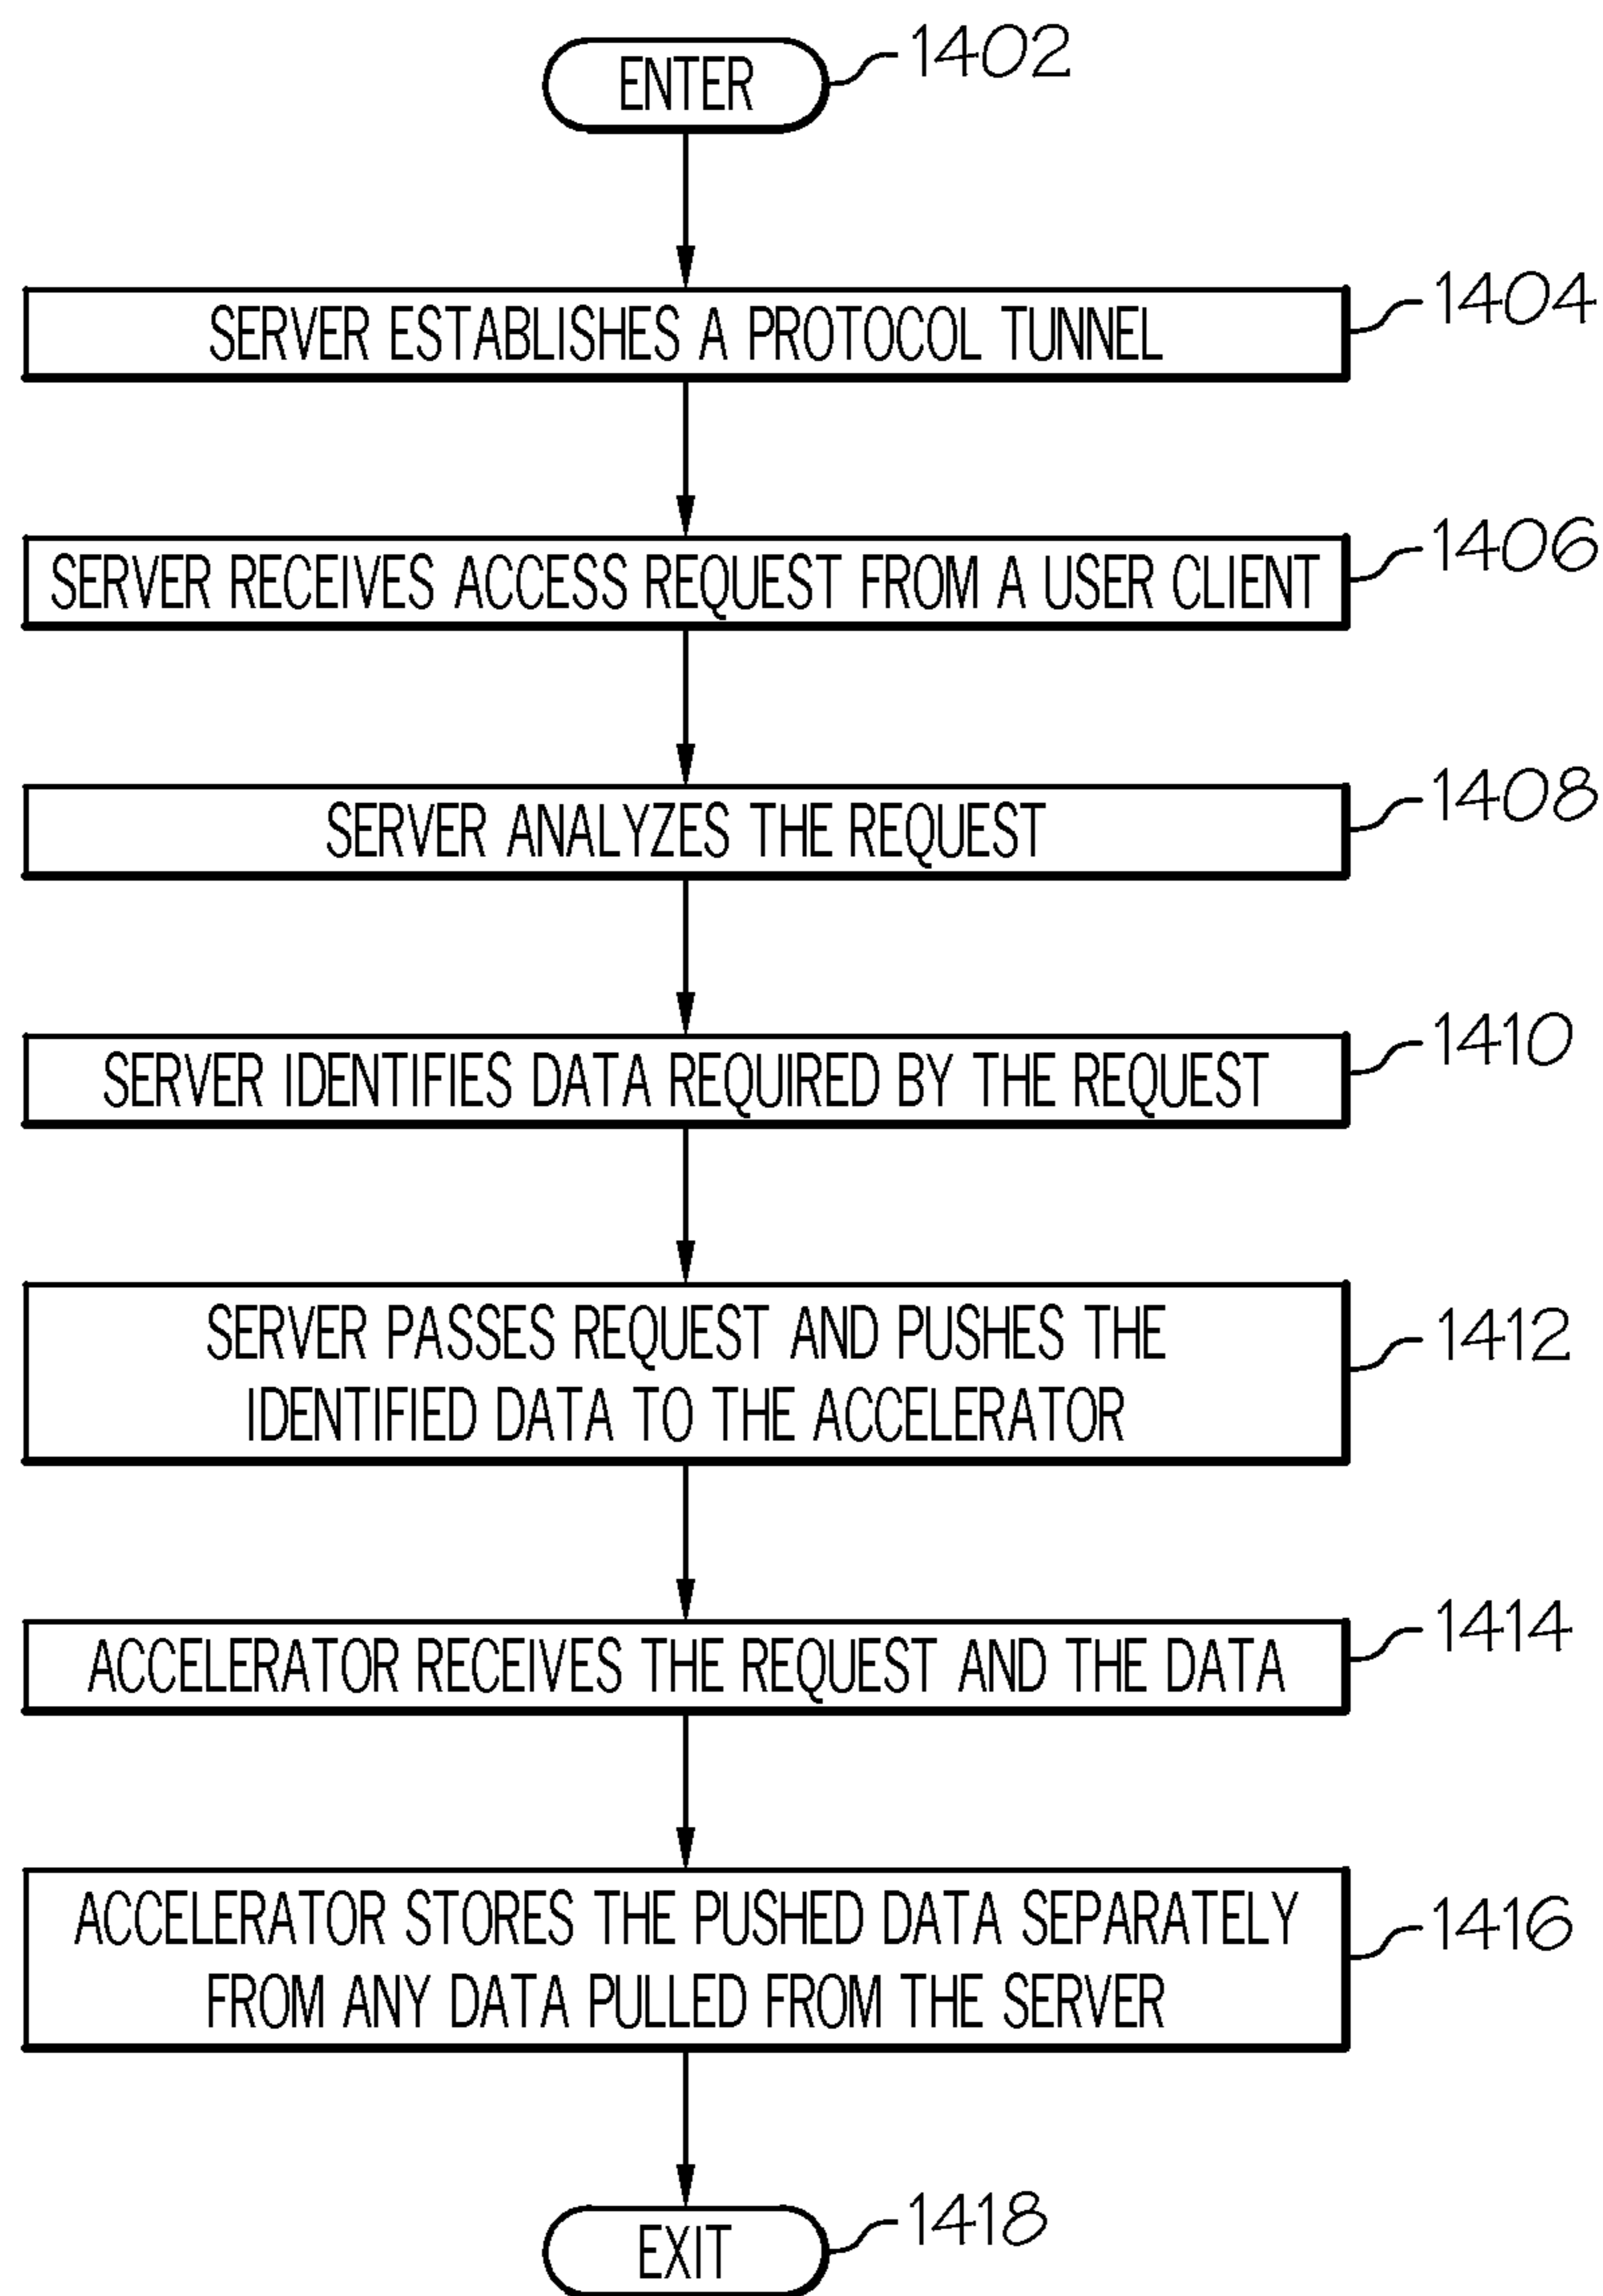 ENTER
1402
SERVER ESTABLISHES A PROTOCOL TUNNEL
1404
SERVER RECEIVES ACCESS REQUEST FROM A USER CLIENT
1406
SERVER ANALYZES THE REQUEST
1408
SERVER IDENTIFIES DATA REQUIRED BY THE REQUEST
1410
SERVER PASSES REQUEST AND PUSHES THE
IDENTIFIED DATA TO THE ACCELERATOR
1412
ACCELERATOR RECEIVES THE REQUEST AND THE DATA
1414
ACCELERATOR STORES THE PUSHED DATA SEPARATELY
FROM ANY DATA PULLED FROM THE SERVER
1416
EXIT
1418